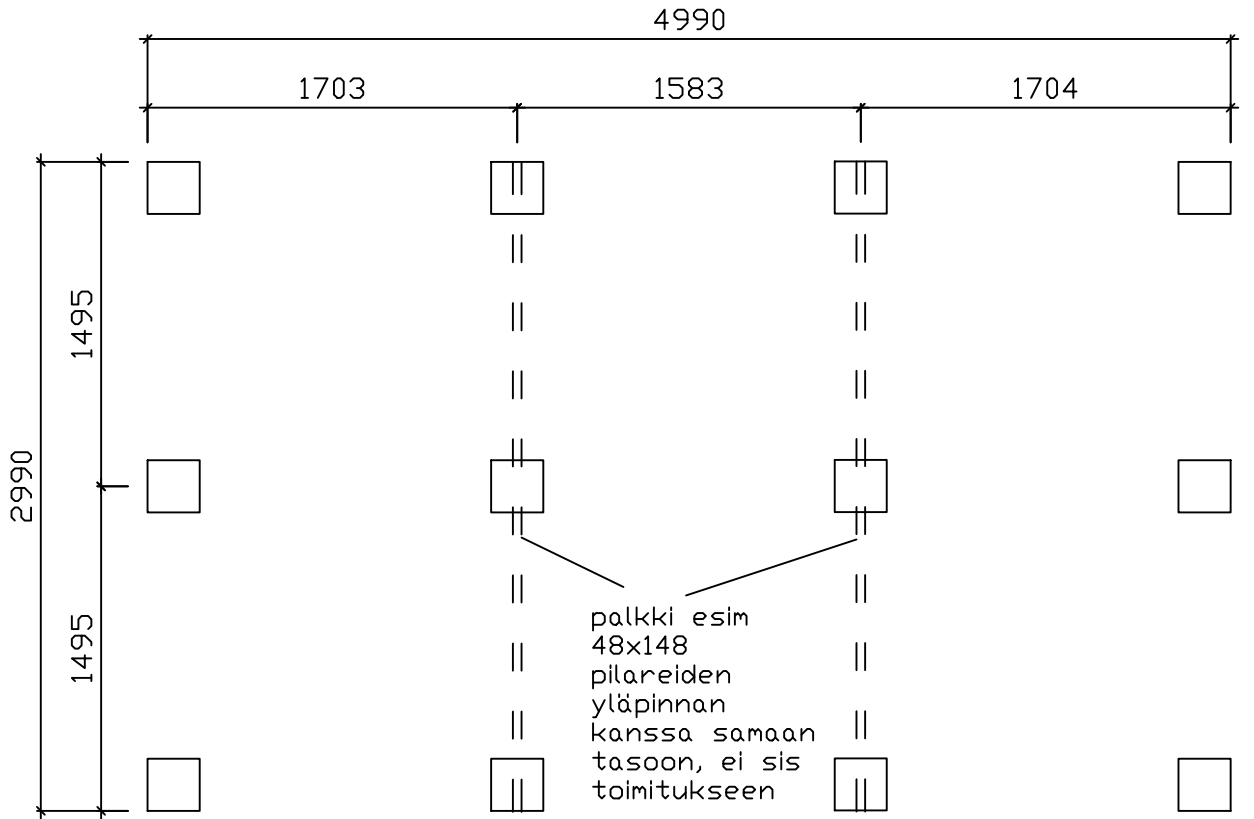 4990
1703 1583 1704
1495
2990
1495
palkki esim
48x148
pilareiden
yläpinnan
kanssa samaan
tasoon, ei sis
toimitukseen